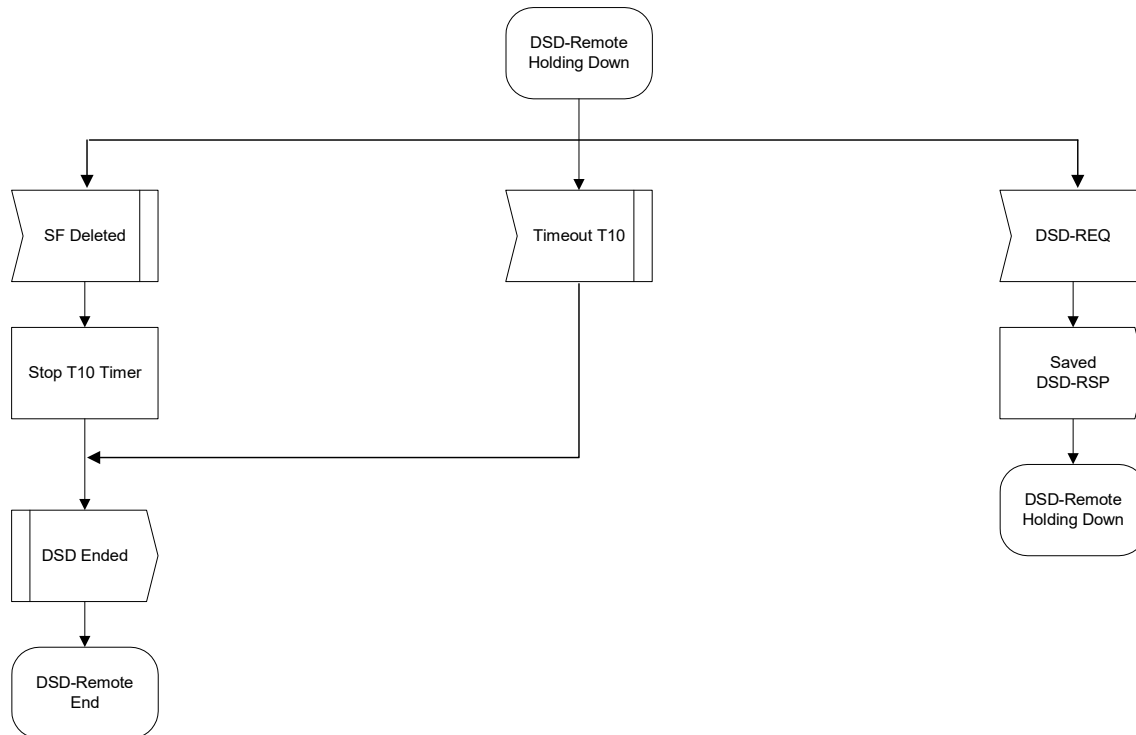 DSD-Remote
Holding Down
SF Deleted
Timeout T10
DSD-REQ
Stop T10 Timer
Saved
DSD-RSP
DSD-Remote
Holding Down
DSD Ended
DSD-Remote
End